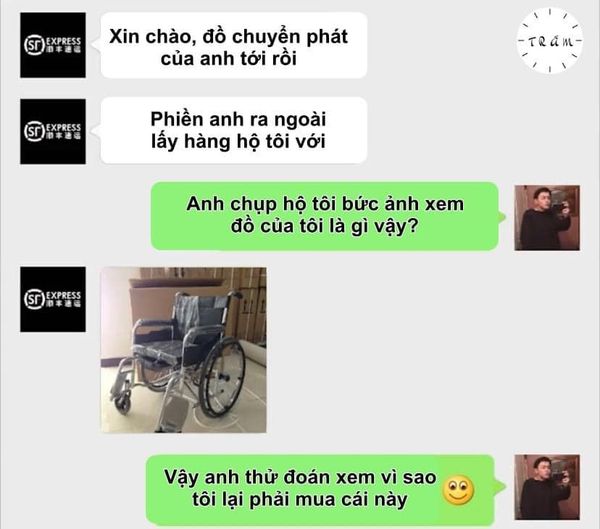 SF EXPRESS
顺丰速运
Xin chào, đồ chuyển phát
của anh tới rồi
TRẤM
SF EXPRESS
顺丰速运
Phiền anh ra ngoài
lấy hàng hộ tôi với
Anh chụp hộ tôi bức ảnh xem
đồ của tôi là gì vậy?
SF EXPRESS
顺丰速运
Vậy anh thử đoán xem vì sao
tôi lại phải mua cái này